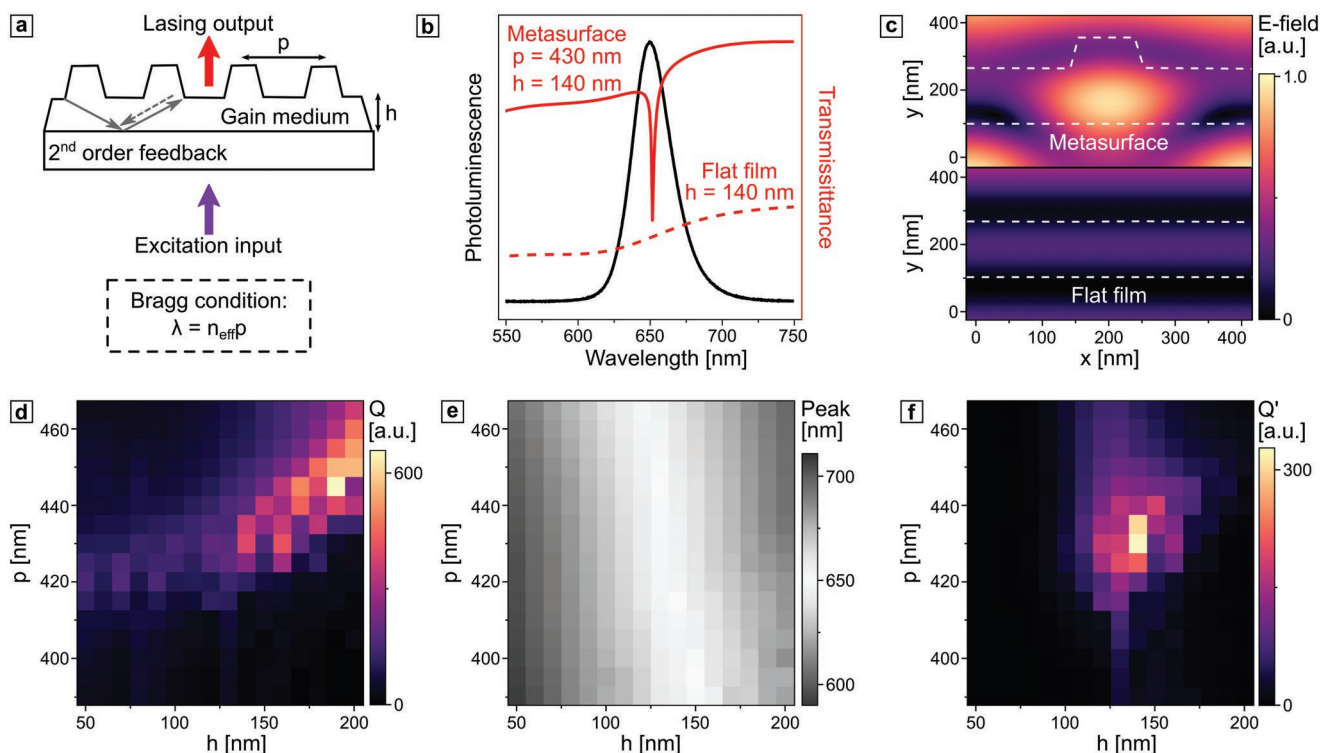 a
Lasing output
p
Gain medium
h
2nd order feedback
Excitation input
Bragg condition:
λ = neffp
b
Metasurface
p = 430 nm
h = 140 nm
Flat film
h = 140 nm
Photoluminescence
Transmissittance
550 600 650 700 750
Wavelength [nm]
c
E-field
[a.u.]
1.0
0
400
300
200
100
0
y [nm]
Metasurface
400
300
200
100
0
y [nm]
Flat film
0 100 200 300 400
x [nm]
d
Q
[a.u.]
600
0
460
440
420
400
p [nm]
50 100 150 200
h [nm]
e
Peak
[nm]
700
650
600
460
440
420
400
p [nm]
50 100 150 200
h [nm]
f
Q'
[a.u.]
300
0
460
440
420
400
p [nm]
50 100 150 200
h [nm]